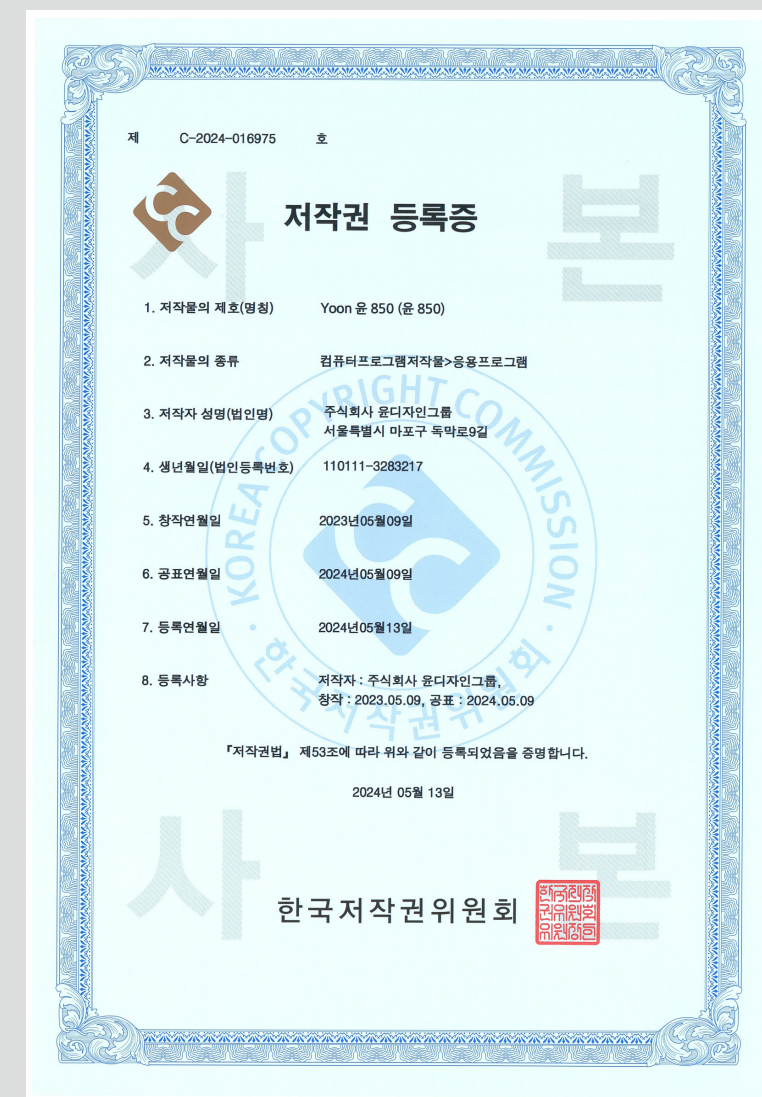 제 C-2024-016975 호
저작권 등록증
1. 저작물의 제호(명칭) Yoon 윤 850 (윤 850)
2. 저작물의 종류 컴퓨터프로그램저작물>응용프로그램
3. 저작자 성명(법인명) 주식회사 윤디자인그룹
서울특별시 마포구 독막로9길
4. 생년월일(법인등록번호) 110111-3283217
5. 창작연월일 2023년05월09일
6. 공표연월일 2024년05월09일
7. 등록연월일 2024년05월13일
8. 등록사항 저작자 : 주식회사 윤디자인그룹,
창작 : 2023.05.09, 공표 : 2024.05.09
『저작권법』 제53조에 따라 위와 같이 등록되었음을 증명합니다.
2024년 05월 13일
한국저작권위원회
사 본
사 본
KOREA COPYRIGHT COMMISSION
한국저작권위원회